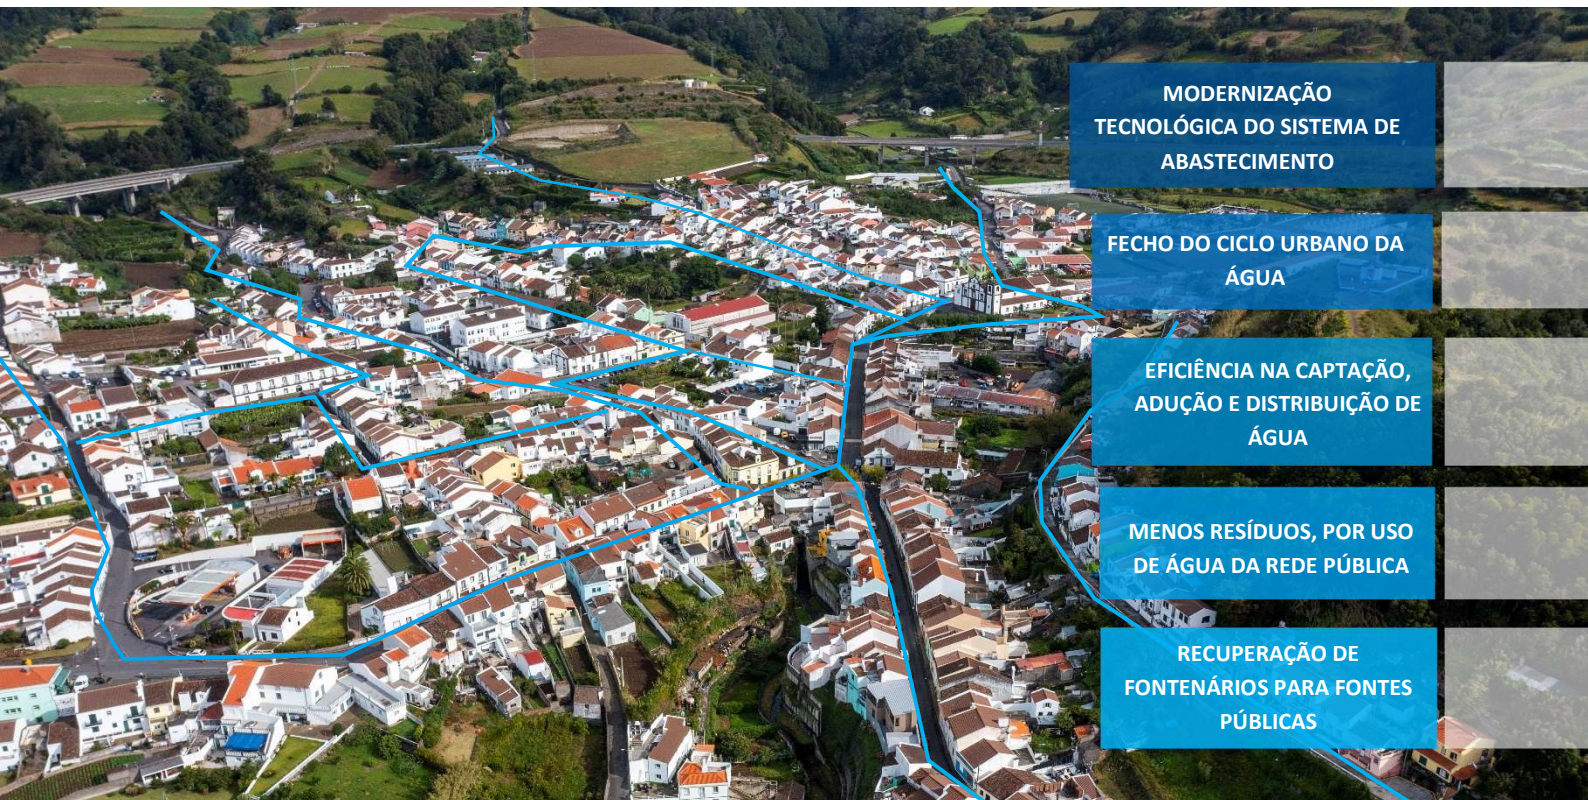 MODERNIZAÇÃO
TECNOLÓGICA DO SISTEMA DE
ABASTECIMENTO
FECHO DO CICLO URBANO DA
ÁGUA
EFICIÊNCIA NA CAPTAÇÃO,
ADUÇÃO E DISTRIBUIÇÃO DE
ÁGUA
MENOS RESÍDUOS, POR USO
DE ÁGUA DA REDE PÚBLICA
RECUPERAÇÃO DE
FONTENÁRIOS PARA FONTES
PÚBLICAS